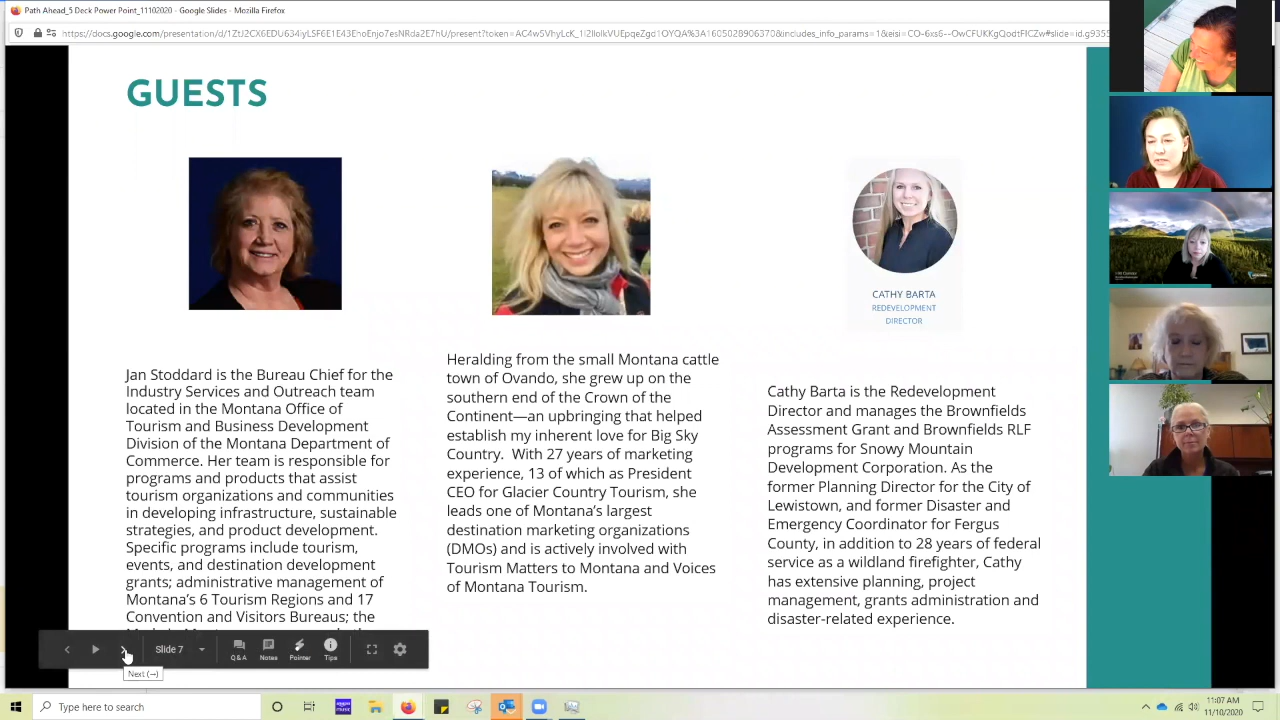 Path Ahead_5 Deck Power Point_11102020 - Google Slides - Mozilla Firefox
GUESTS
CATHY BARTA
REDEVELOPMENT
DIRECTOR
Jan Stoddard is the Bureau Chief for the
Industry Services and Outreach team
located in the Montana Office of
Tourism and Business Development
Division of the Montana Department of
Commerce. Her team is responsible for
programs and products that assist
tourism organizations and communities
in developing infrastructure, sustainable
strategies, and product development.
Specific programs include tourism,
events, and destination development
grants; administrative management of
Montana's 6 Tourism Regions and 17
Convention and Visitors Bureaus; the
Heralding from the small Montana cattle
town of Ovando, she grew up on the
southern end of the Crown of the
Continent—an upbringing that helped
establish my inherent love for Big Sky
Country. With 27 years of marketing
experience, 13 of which as President
CEO for Glacier Country Tourism, she
leads one of Montana's largest
destination marketing organizations
(DMOs) and is actively involved with
Tourism Matters to Montana and Voices
of Montana Tourism.
Cathy Barta is the Redevelopment
Director and manages the Brownfields
Assessment Grant and Brownfields RLF
programs for Snowy Mountain
Development Corporation. As the
former Planning Director for the City of
Lewistown, and former Disaster and
Emergency Coordinator for Fergus
County, in addition to 28 years of federal
service as a wildland firefighter, Cathy
has extensive planning, project
management, grants administration and
disaster-related experience.
Slide 7
Q&A
Notes
Pointer
Tips
Next (→)
Type here to search
11:07 AM
11/10/2020